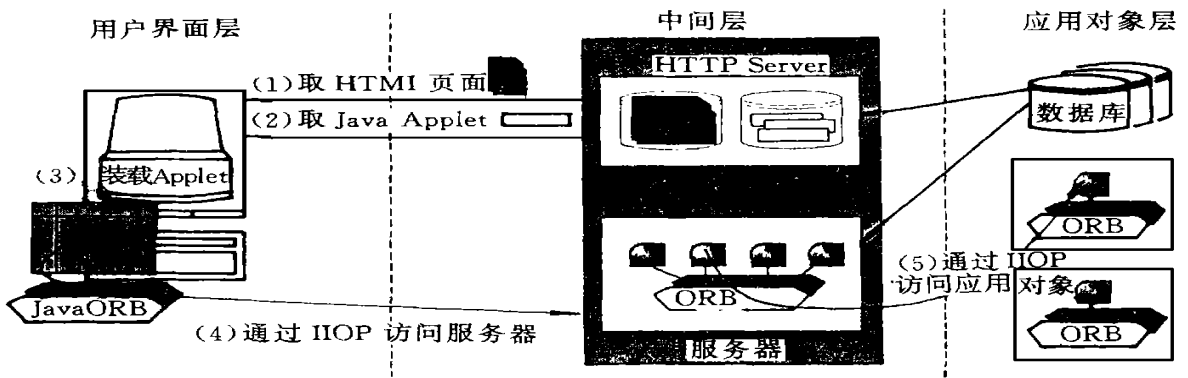 用户界面层
中间层
应用对象层
HTTP Server
(1)取 HTMI 页面
(2)取 Java Applet
数据库
(3)
装载Applet
ORB
ORB
(5)通过 IIOP
访问应用对象
ORB
JavaORB
(4)通过 IIOP 访问服务器
服务器